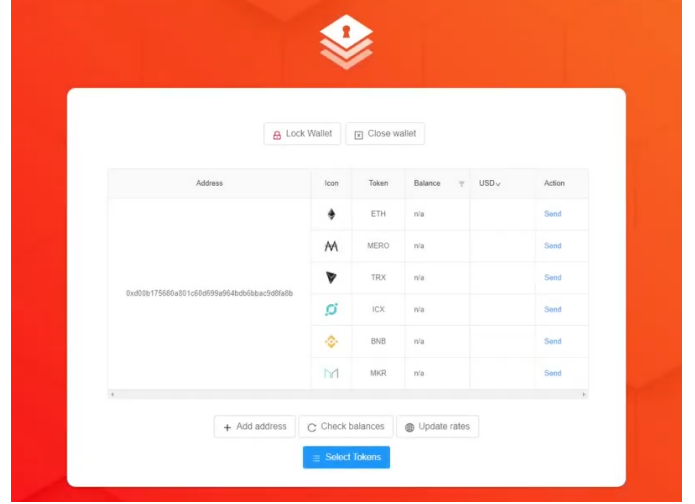 Lock Wallet Close wallet
Address Icon Token Balance USD Action
ETH n/a Send
MERO n/a Send
TRX n/a Send
0xd00b175680a801c60d699a964bdb6bbac9d8fa8b
ICX n/a Send
BNB n/a Send
MKR n/a Send
Add address Check balances Update rates
Select Tokens